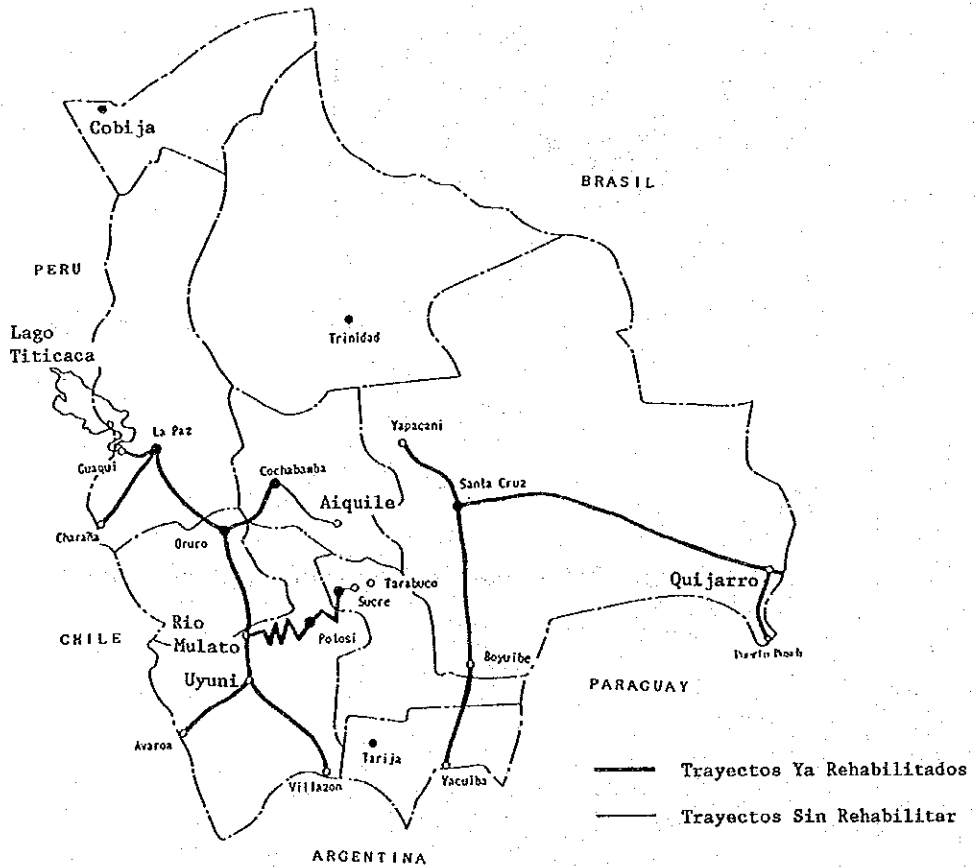 Cobija
BRASIL
PERU
Trinidad
Lago
Titicaca
La Paz
Yapacani
Guaqui
Cochabamba
Santa Cruz
Aiquile
Charaña
Oruro
Quijarro
Tarabuco
Sucre
CHILE
Rio
Mulato
Potosi
Boyuibe
Uyuni
PARAGUAY
Avaroa
Tarija
Villazon
Yacuiba
Trayectos Ya Rehabilitados
Trayectos Sin Rehabilitar
ARGENTINA